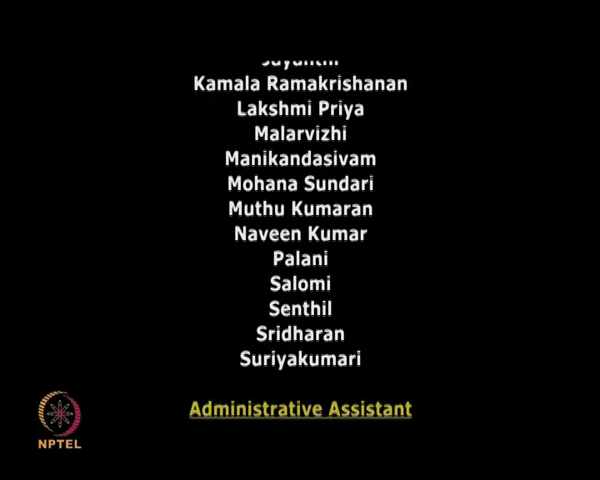 Kamala Ramakrishanan
Lakshmi Priya
Malarvizhi
Manikandasivam
Mohana Sundari
Muthu Kumaran
Naveen Kumar
Palani
Salomi
Senthil
Sridharan
Suriyakumari
Administrative Assistant
NPTEL